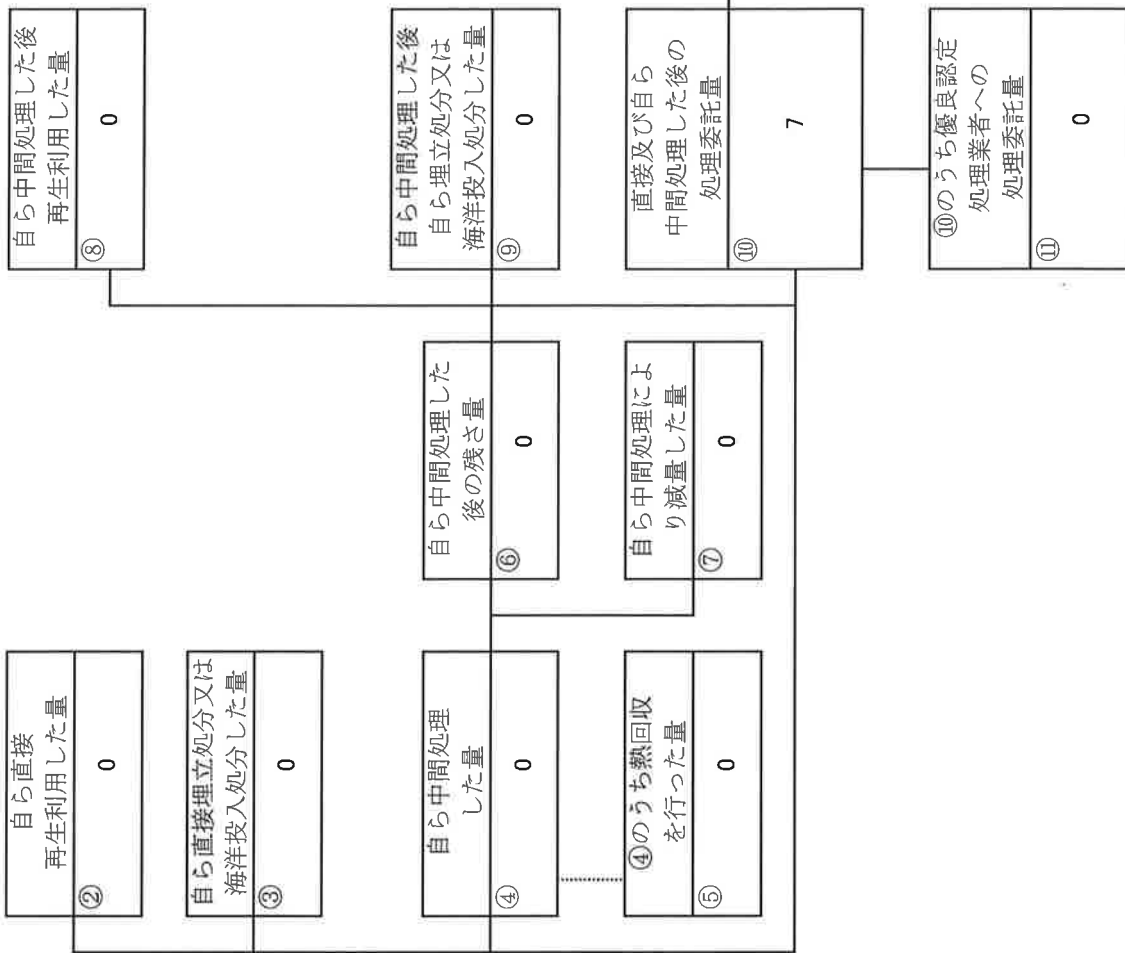 自ら直接
再生利用した量
②
0
自ら直接埋立処分又は
海洋投入処分した量
③
0
自ら中間処理
した量
④
0
④のうち熱回収
を行った量
⑤
0
自ら中間処理した
後の残さ量
⑥
0
自ら中間処理によ
り減量した量
⑦
0
自ら中間処理した後
再生利用した量
⑧
0
自ら中間処理した後
自ら埋立処分又は
海洋投入処分した量
⑨
0
直接及び自ら
中間処理した後の
処理委託量
⑩
7
⑩のうち優良認定
処理業者への
処理委託量
⑪
0